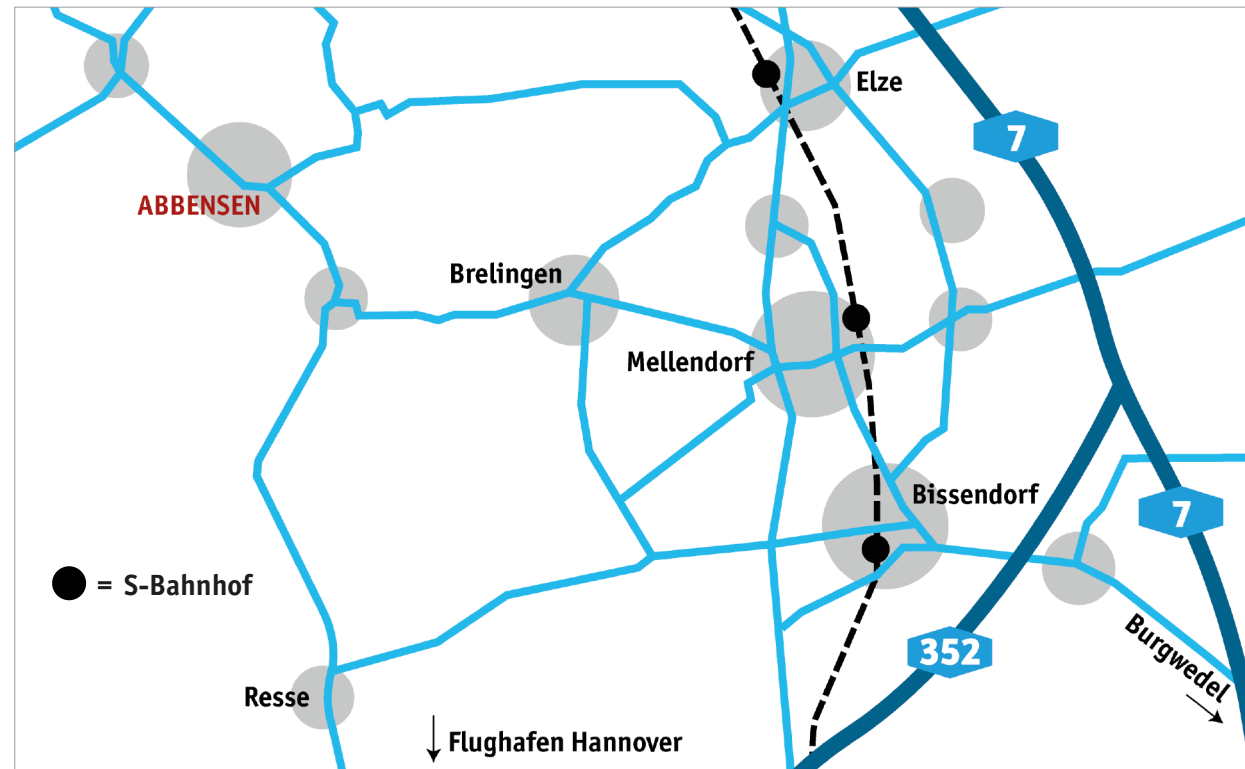 Elze
7
ABBENSEN
Brelingen
Mellendorf
Bissendorf
7
= S-Bahnhof
352
Burgwedel
Resse
Flughafen Hannover